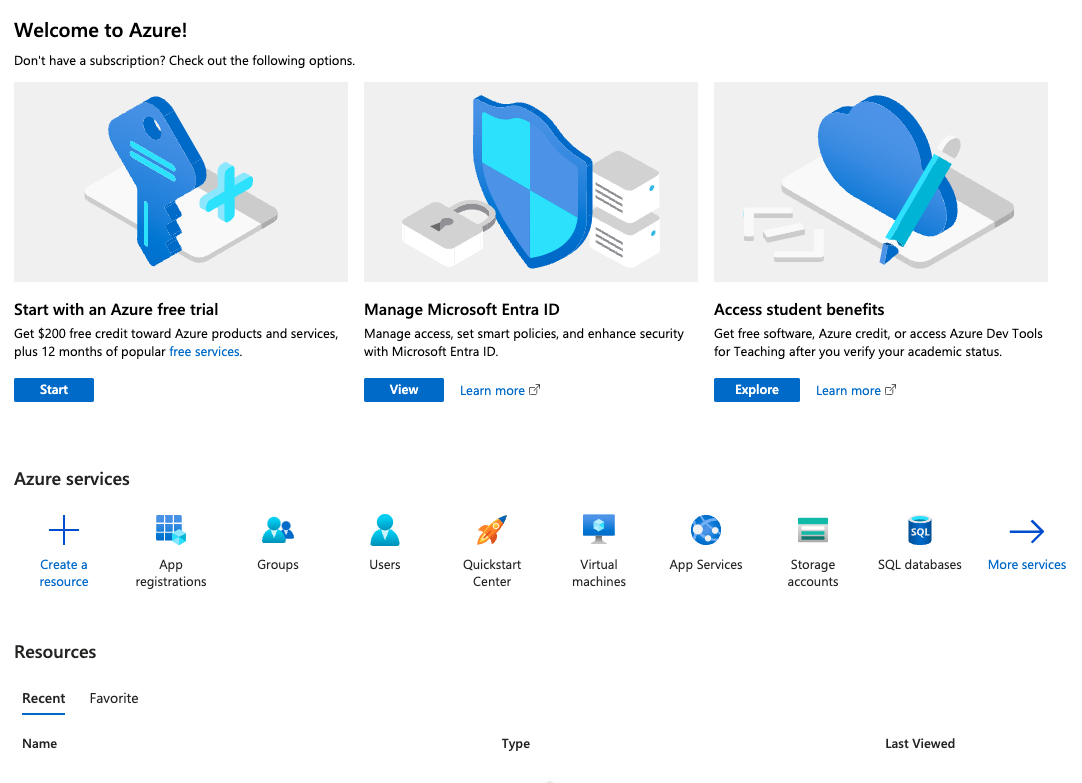 Welcome to Azure!
Don't have a subscription? Check out the following options.
Start with an Azure free trial
Get $200 free credit toward Azure products and services,
plus 12 months of popular free services.
Start
Manage Microsoft Entra ID
Manage access, set smart policies, and enhance security
with Microsoft Entra ID.
View
Learn more
Access student benefits
Get free software, Azure credit, or access Azure Dev Tools
for Teaching after you verify your academic status.
Explore
Learn more
Azure services
Create a
resource
App
registrations
Groups
Users
Quickstart
Center
Virtual
machines
App Services
Storage
accounts
SQL
SQL databases
More services
Resources
Recent
Favorite
Name
Type
Last Viewed